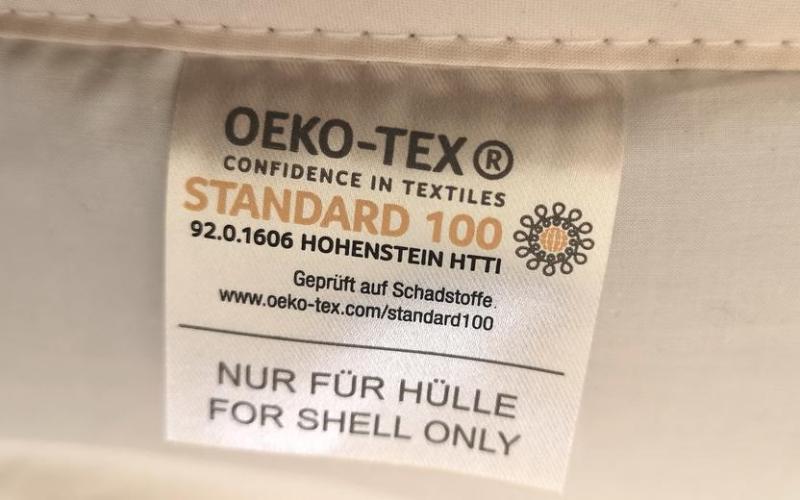 OEKO-TEX®
CONFIDENCE IN TEXTILES
STANDARD 100
92.0.1606 HOHENSTEIN HTTI
Geprüft auf Schadstoffe.
www.oeko-tex.com/standard100
NUR FÜR HÜLLE
FOR SHELL ONLY